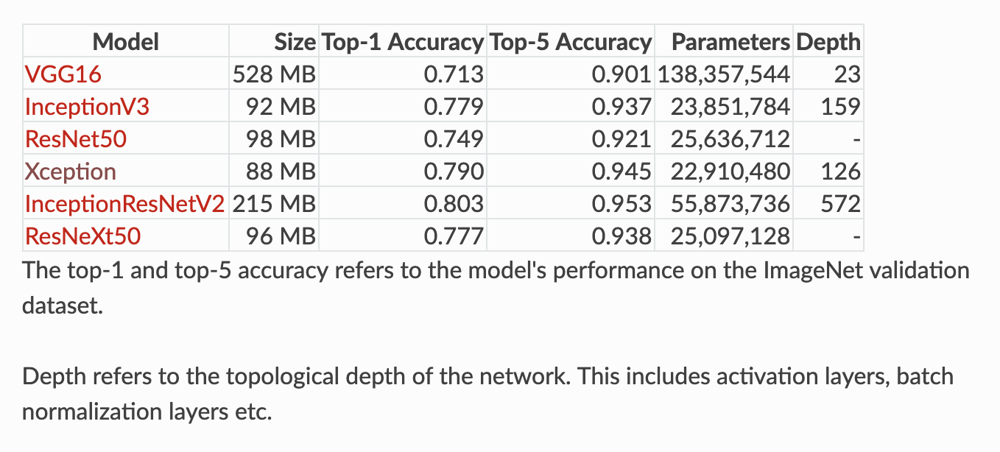 Model Size Top-1 Accuracy Top-5 Accuracy Parameters Depth
VGG16 528 MB 0.713 0.901 138,357,544 23
InceptionV3 92 MB 0.779 0.937 23,851,784 159
ResNet50 98 MB 0.749 0.921 25,636,712 -
Xception 88 MB 0.790 0.945 22,910,480 126
InceptionResNetV2 215 MB 0.803 0.953 55,873,736 572
ResNeXt50 96 MB 0.777 0.938 25,097,128 -
The top-1 and top-5 accuracy refers to the model's performance on the ImageNet validation
dataset.
Depth refers to the topological depth of the network. This includes activation layers, batch
normalization layers etc.